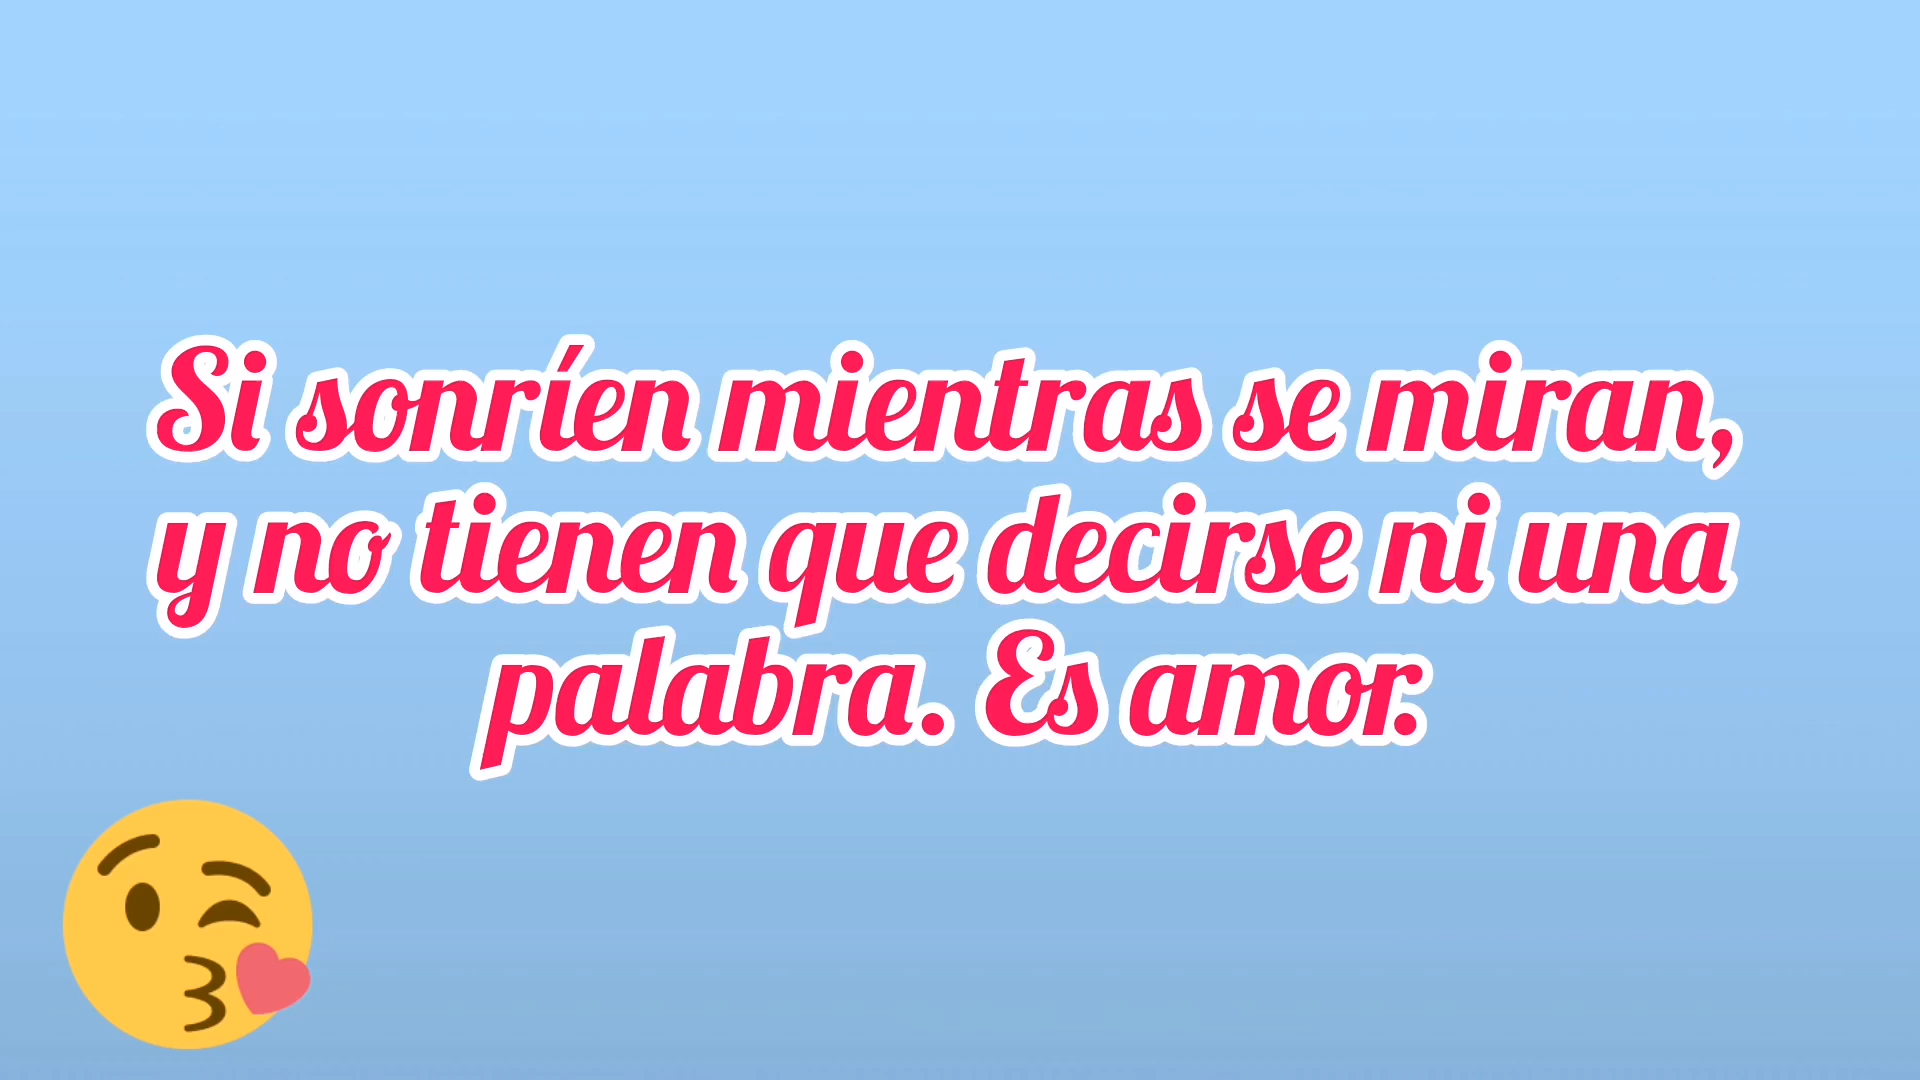 Si sonríen mientras se miran,
y no tienen que decirse ni una
palabra. Es amor.